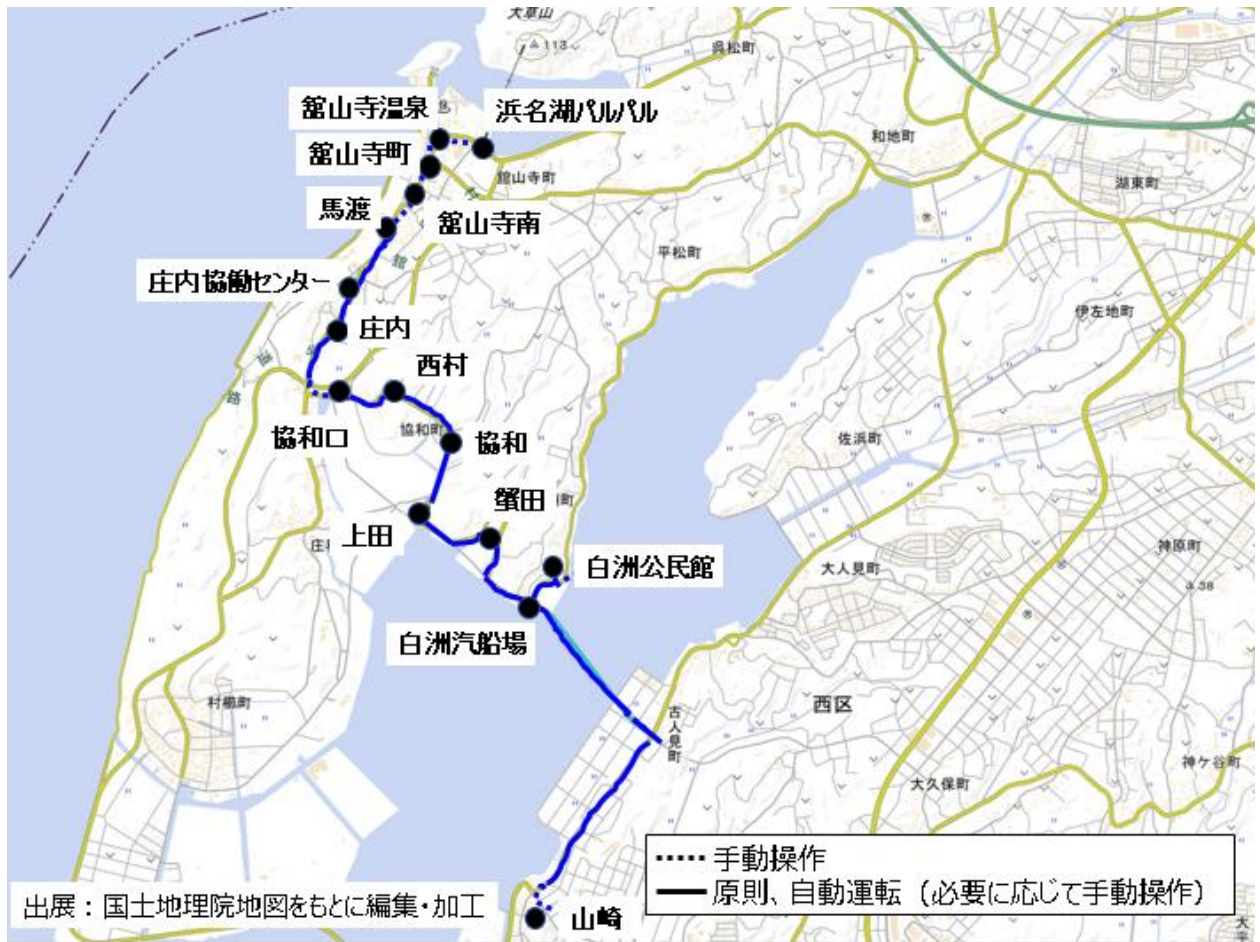 大草山
113
呉松町
舘山寺温泉
浜名湖パルパル
和地町
舘山寺町
舘山寺町
湖東町
馬渡
舘山寺南
平松町
庄内協働センター
伊左地町
庄内
西村
道
路
協和口
協和町
協和
佐浜町
蟹田
上田
神原町
白洲公民館
大人見町
38
白洲汽船場
村櫛町
西区
古人見町
神ケ谷町
大久保町
手動操作
原則、自動運転（必要に応じて手動操作）
出展：国土地理院地図をもとに編集・加工
山崎